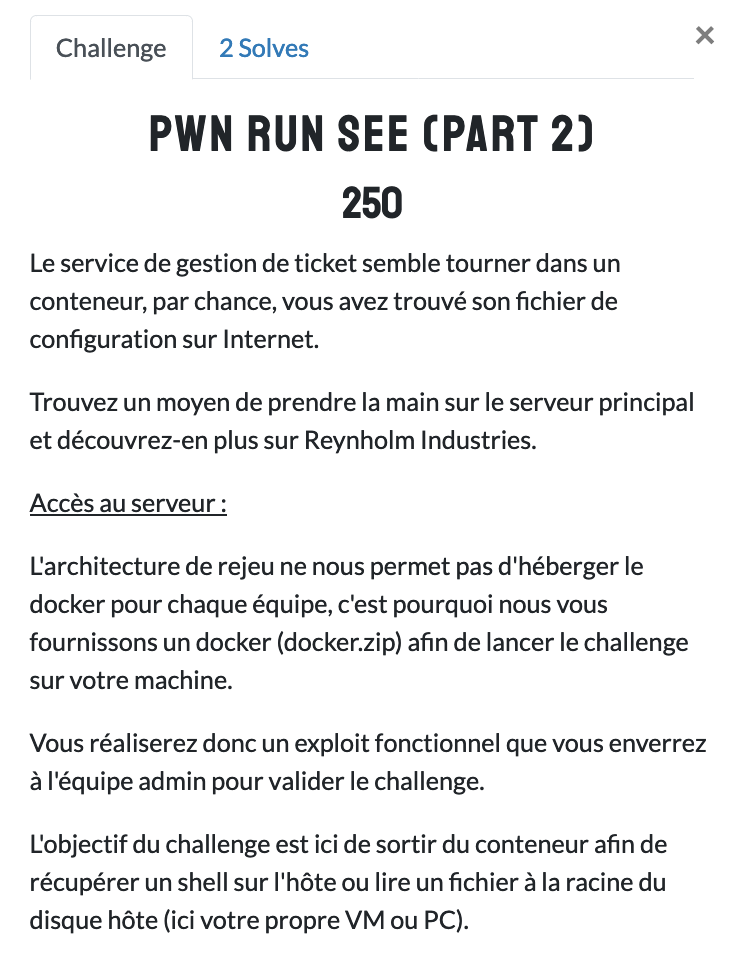 Challenge
2 Solves
×
PWN RUN SEE (PART 2)
250
Le service de gestion de ticket semble tourner dans un
conteneur, par chance, vous avez trouvé son fichier de
configuration sur Internet.
Trouvez un moyen de prendre la main sur le serveur principal
et découvrez-en plus sur Reynholm Industries.
Accès au serveur :
L'architecture de rejeu ne nous permet pas d'héberger le
docker pour chaque équipe, c'est pourquoi nous vous
fournissons un docker (docker.zip) afin de lancer le challenge
sur votre machine.
Vous réaliserez donc un exploit fonctionnel que vous enverrez
à l'équipe admin pour valider le challenge.
L'objectif du challenge est ici de sortir du conteneur afin de
récupérer un shell sur l'hôte ou lire un fichier à la racine du
disque hôte (ici votre propre VM ou PC).